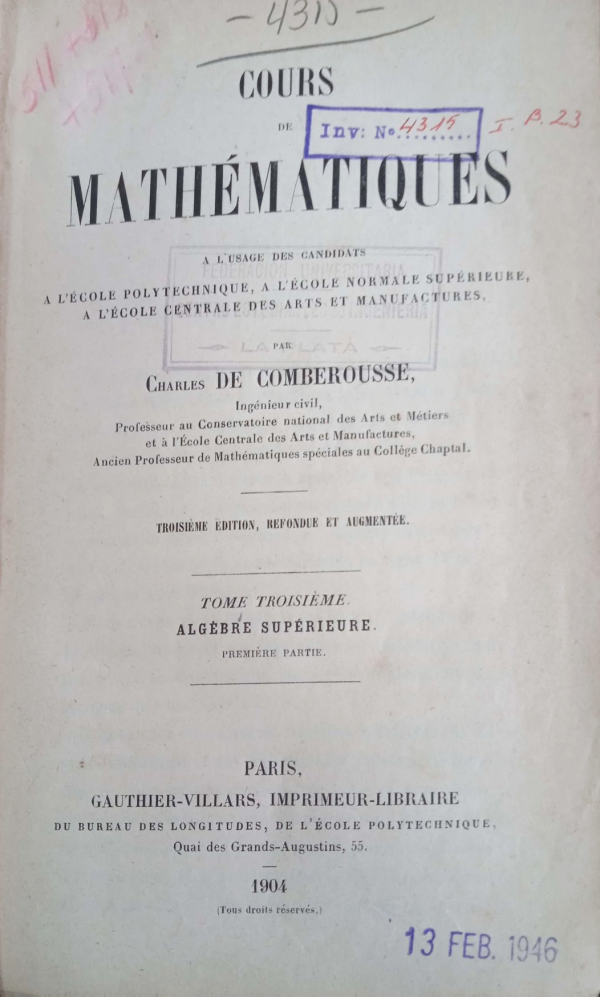 — 4315 —
COURS
DE
Inv: Nº 4315
I. B. 23
MATHÉMATIQUES
A L'USAGE DES CANDIDATS
FEDERACION UNIVERSITARIA
A L'ÉCOLE POLYTECHNIQUE, A L'ÉCOLE NORMALE SUPÉRIEURE,
A L'ÉCOLE CENTRALE DES ARTS ET MANUFACTURES,
PAR
— LA PLATA —
CHARLES DE COMBEROUSSE,
Ingénieur civil,
Professeur au Conservatoire national des Arts et Métiers
et à l'École Centrale des Arts et Manufactures,
Ancien Professeur de Mathématiques spéciales au Collège Chaptal.
TROISIÈME ÉDITION, REFONDUE ET AUGMENTÉE.
TOME TROISIÈME.
ALGÈBRE SUPÉRIEURE.
PREMIÈRE PARTIE.
PARIS,
GAUTHIER-VILLARS, IMPRIMEUR-LIBRAIRE
DU BUREAU DES LONGITUDES, DE L'ÉCOLE POLYTECHNIQUE,
Quai des Grands-Augustins, 55.
1904
(Tous droits réservés.)
13 FEB. 1946